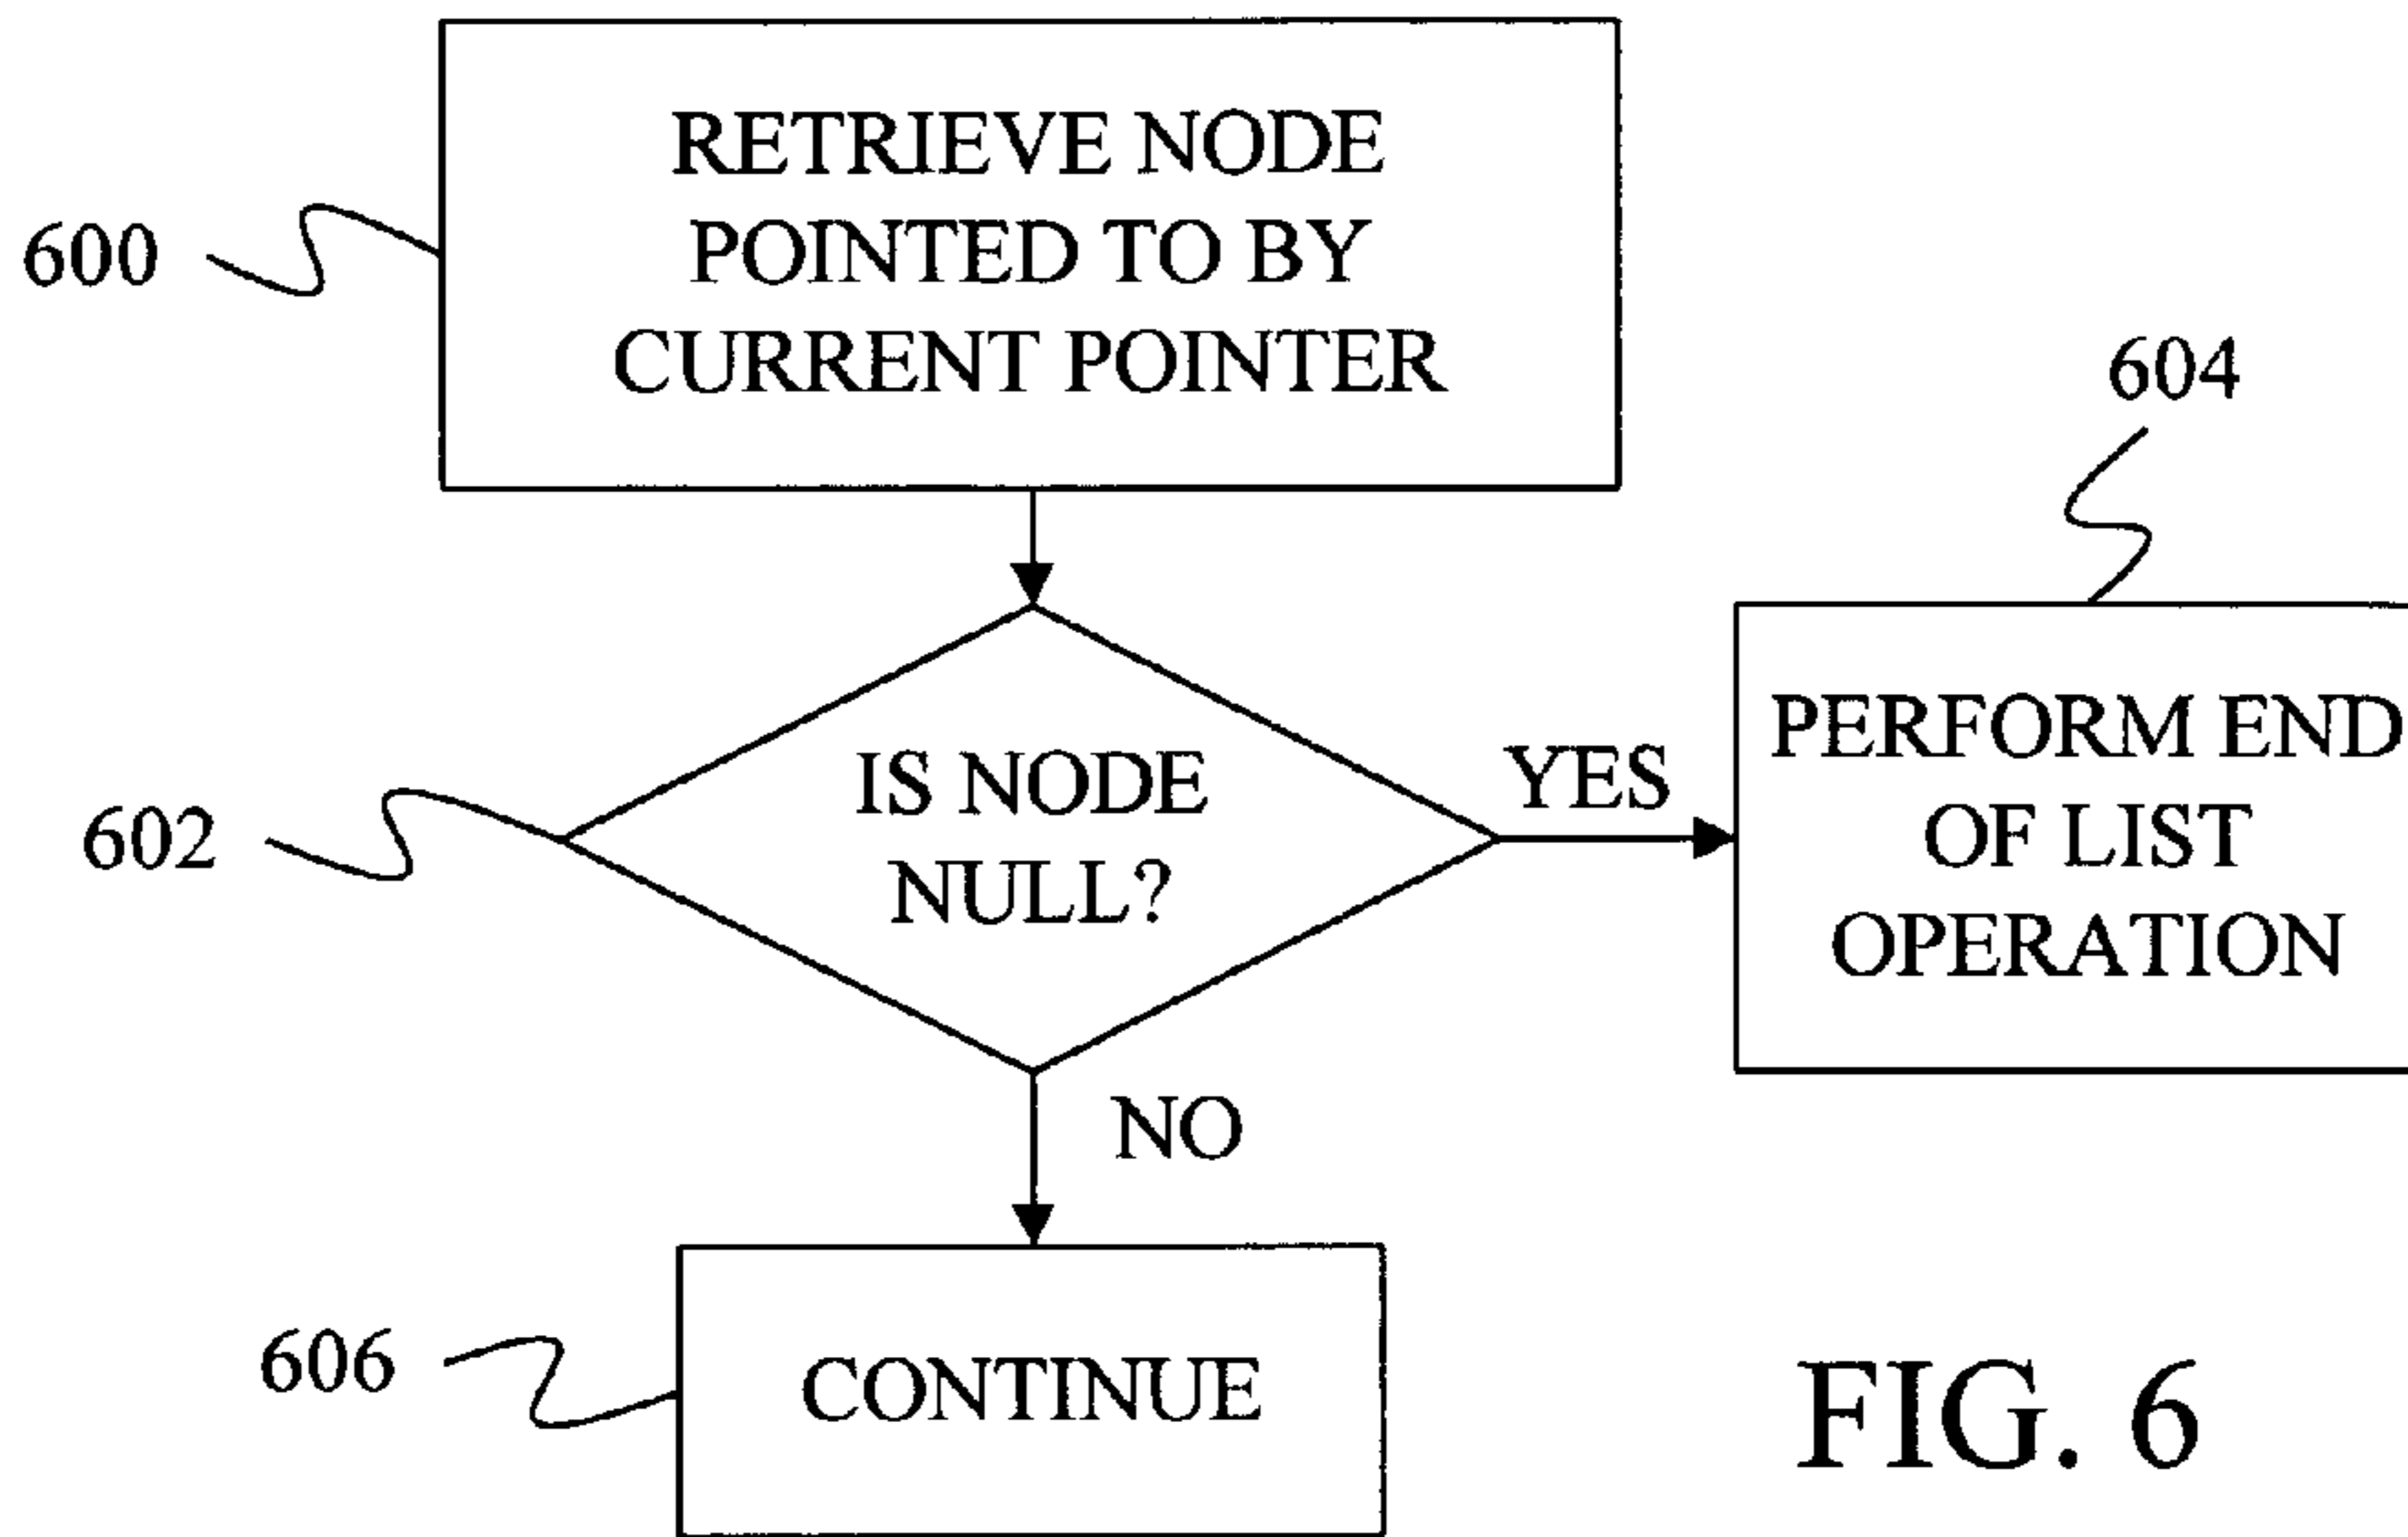 600
RETRIEVE NODE
POINTED TO BY
CURRENT POINTER
602
IS NODE
NULL?
YES
604
PERFORM END
OF LIST
OPERATION
NO
606
CONTINUE
FIG. 6